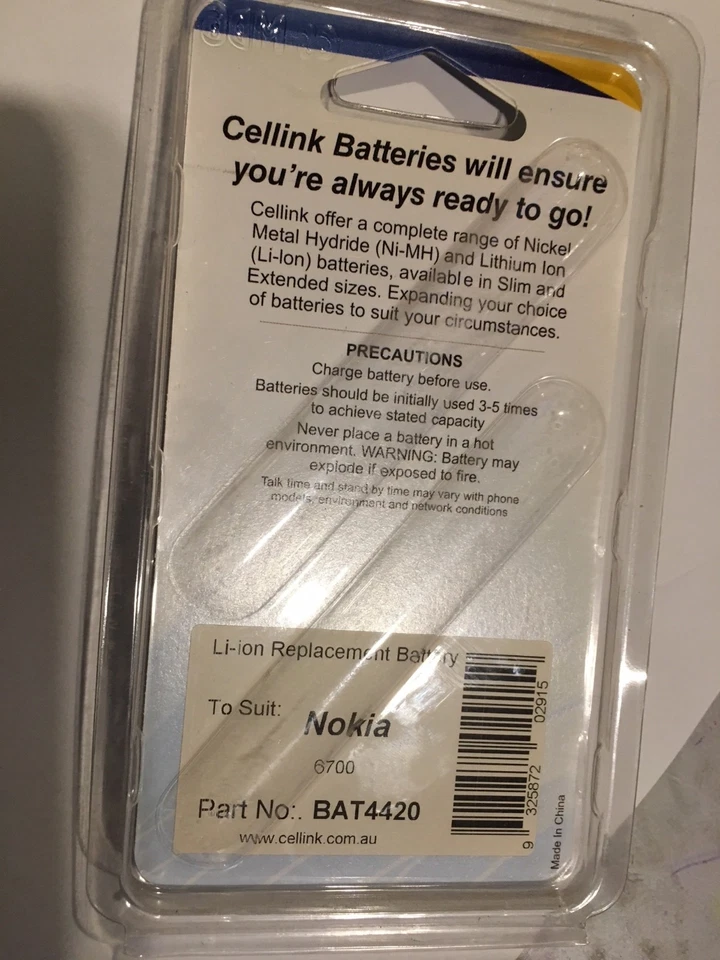 Cellink Batteries will ensure
you're always ready to go!
Cellink offer a complete range of Nickel
Metal Hydride (Ni-MH) and Lithium Ion
(Li-Ion) batteries, available in Slim and
Extended sizes. Expanding your choice
of batteries to suit your circumstances.
PRECAUTIONS
Charge battery before use.
Batteries should be initially used 3-5 times
to achieve stated capacity
Never place a battery in a hot
environment. WARNING: Battery may
explode if exposed to fire.
Talk time and stand by time may vary with phone
models, environment and network conditions
Li-ion Replacement Battery
To Suit:
Nokia
6700
Part No:. BAT4420
www.cellink.com.au
9 325872 02915
Made In China